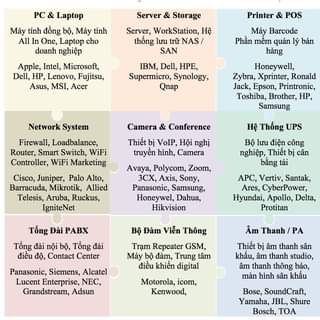 PC & Laptop
Máy tính đồng bộ, Máy tính
All In One, Laptop cho
doanh nghiệp
Apple, Intel, Microsoft,
Dell, HP, Lenovo, Fujitsu,
Asus, MSI, Acer
Server & Storage
Server, WorkStation, Hệ
thống lưu trữ NAS /
SAN
IBM, Dell, HPE,
Supermicro, Synology,
Qnap
Printer & POS
Máy Barcode
Phần mềm quản lý bán
hàng
Honeywell,
Zybra, Xprinter, Ronald
Jack, Epson, Printronic,
Toshiba, Brother, HP,
Samsung
Network System
Firewall, Loadbalance,
Router, Smart Switch, WiFi
Controller, WiFi Marketing
Cisco, Juniper, Palo Alto,
Barracuda, Mikrotik, Allied
Telesis, Aruba, Ruckus,
IgniteNet
Camera & Conference
Thiết bị VoIP, Hội nghị
truyền hình, Camera
Avaya, Polycom, Zoom,
3CX, Axis, Sony,
Panasonic, Samsung,
Honeywel, Dahua,
Hikvision
Hệ Thống UPS
Bộ lưu điện công
nghiệp, Thiết bị cân
bằng tải
APC, Vertiv, Santak,
Ares, CyberPower,
Hyundai, Apollo, Delta,
Prolitan
Tổng Đài PABX
Tổng đài nội bộ, Tổng đài
điều độ, Contact Center
Panasonic, Siemens, Alcatel
Lucent Enterprise, NEC,
Grandstream, Adsun
Bộ Đàm Viễn Thông
Trạm Repeater GSM,
Máy bộ đàm, Trung tâm
điều khiển digital
Motorola, icom,
Kenwood,
Âm Thanh / PA
Thiết bị âm thanh sân
khấu, âm thanh studio,
âm thanh thông báo,
màn hình sân khấu
Bose, SoundCraft,
Yamaha, JBL, Shure
Bosch, TOA